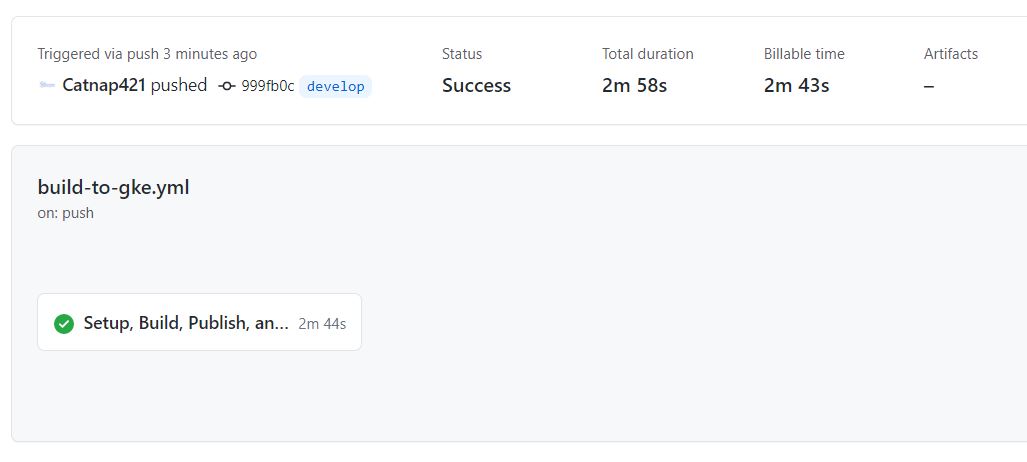 Triggered via push 3 minutes ago
Catnap421 pushed 999fb0c develop
Status
Success
Total duration
2m 58s
Billable time
2m 43s
Artifacts
–
build-to-gke.yml
on: push
Setup, Build, Publish, an... 2m 44s